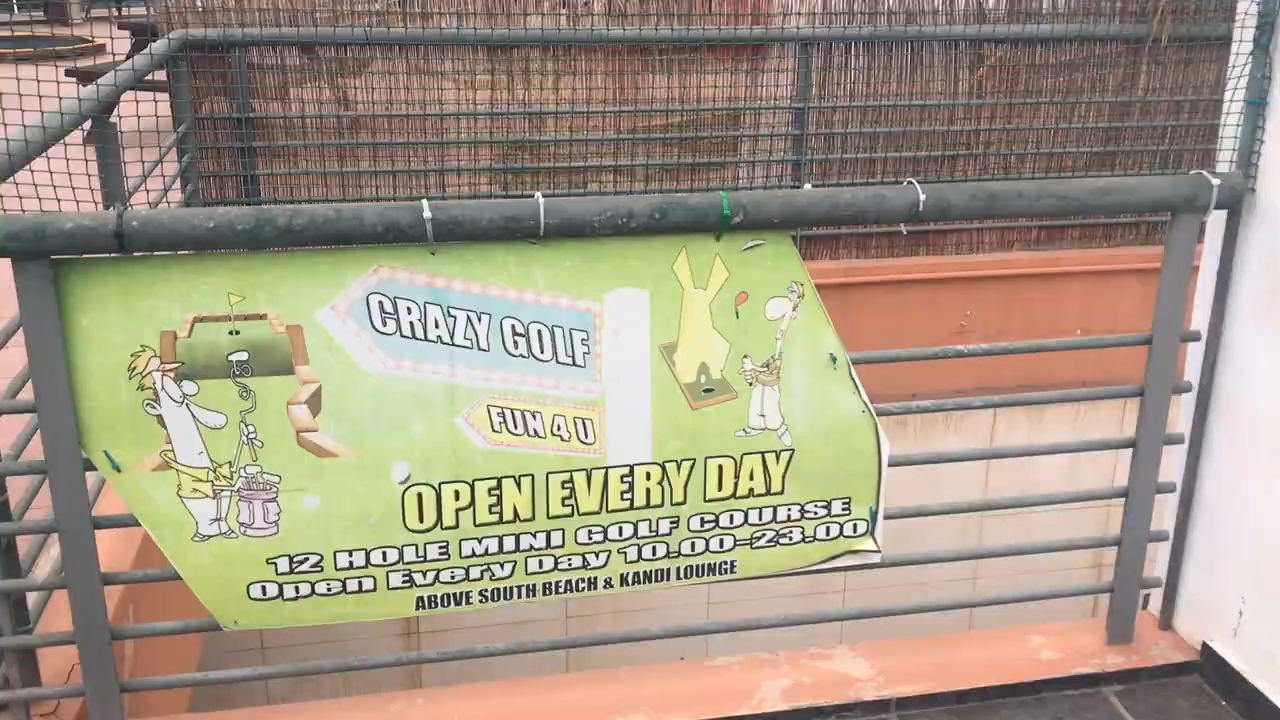 CRAZY GOLF
FUN 4 U
OPEN EVERY DAY
12 HOLE MINI GOLF COURSE
Open Every Day 10.00-23.00
ABOVE SOUTH BEACH & KANDI LOUNGE